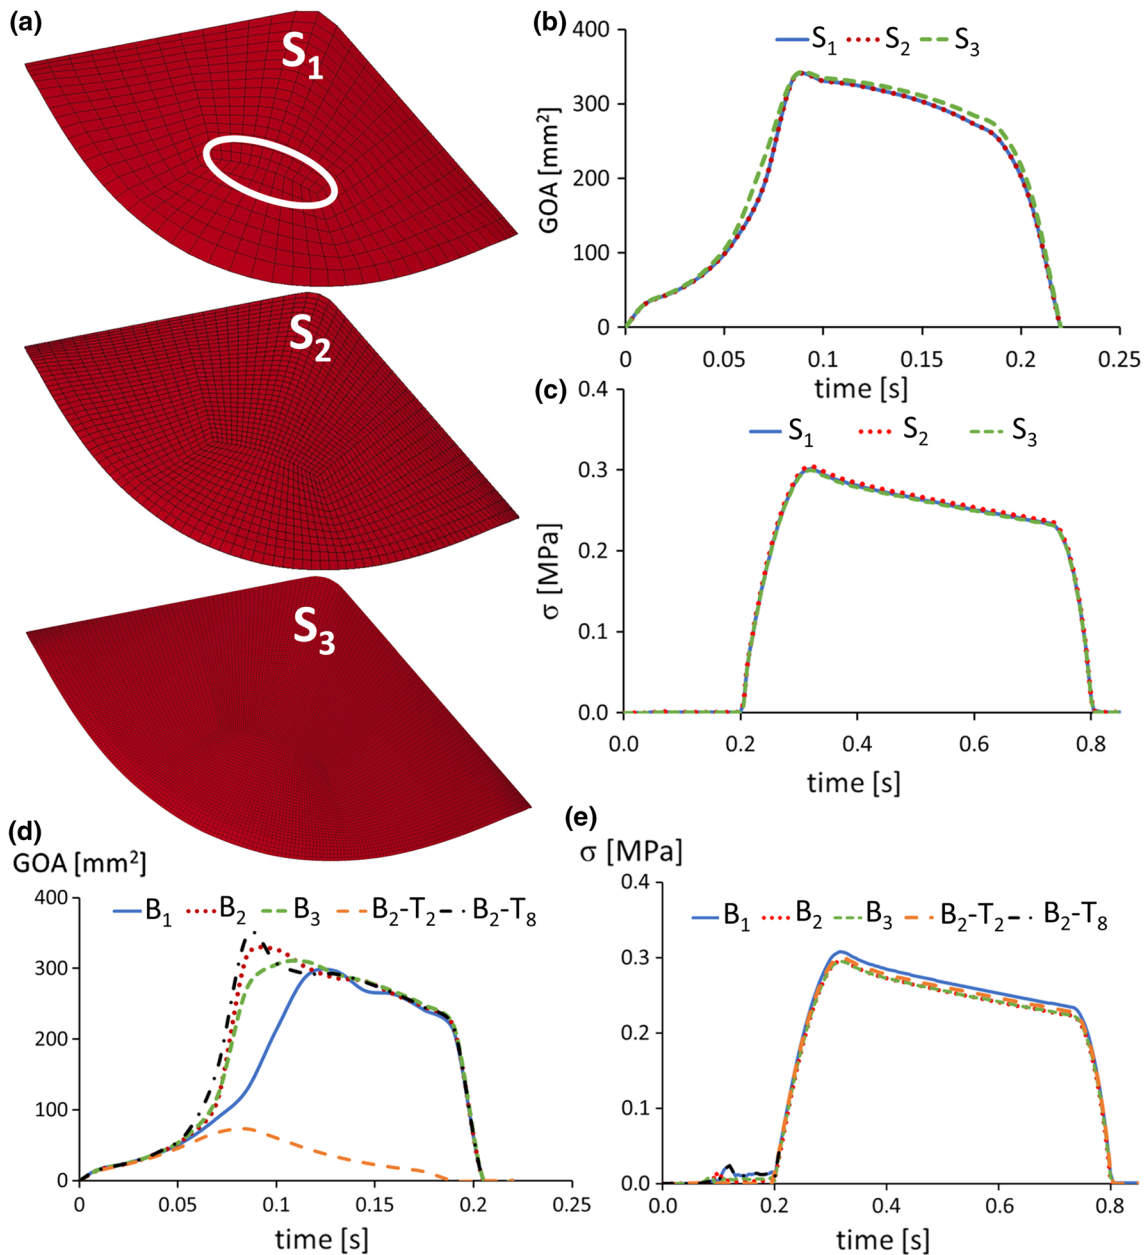 (a)
S1
S2
S3
(b)
400
300
200
100
0
GOA [mm²]
S1 S2 S3
0 0.05 0.1 0.15 0.2 0.25
time [s]
(c)
0.4
0.3
0.2
0.1
0.0
σ [MPa]
S1 S2 S3
0.0 0.2 0.4 0.6 0.8
time [s]
(d)
GOA [mm²]
400
300
200
100
0
B1 B2 B3 B2-T2 B2-T8
0 0.05 0.1 0.15 0.2 0.25
time [s]
(e)
σ [MPa]
0.4
0.3
0.2
0.1
0.0
B1 B2 B3 B2-T2 B2-T8
0.0 0.2 0.4 0.6 0.8
time [s]